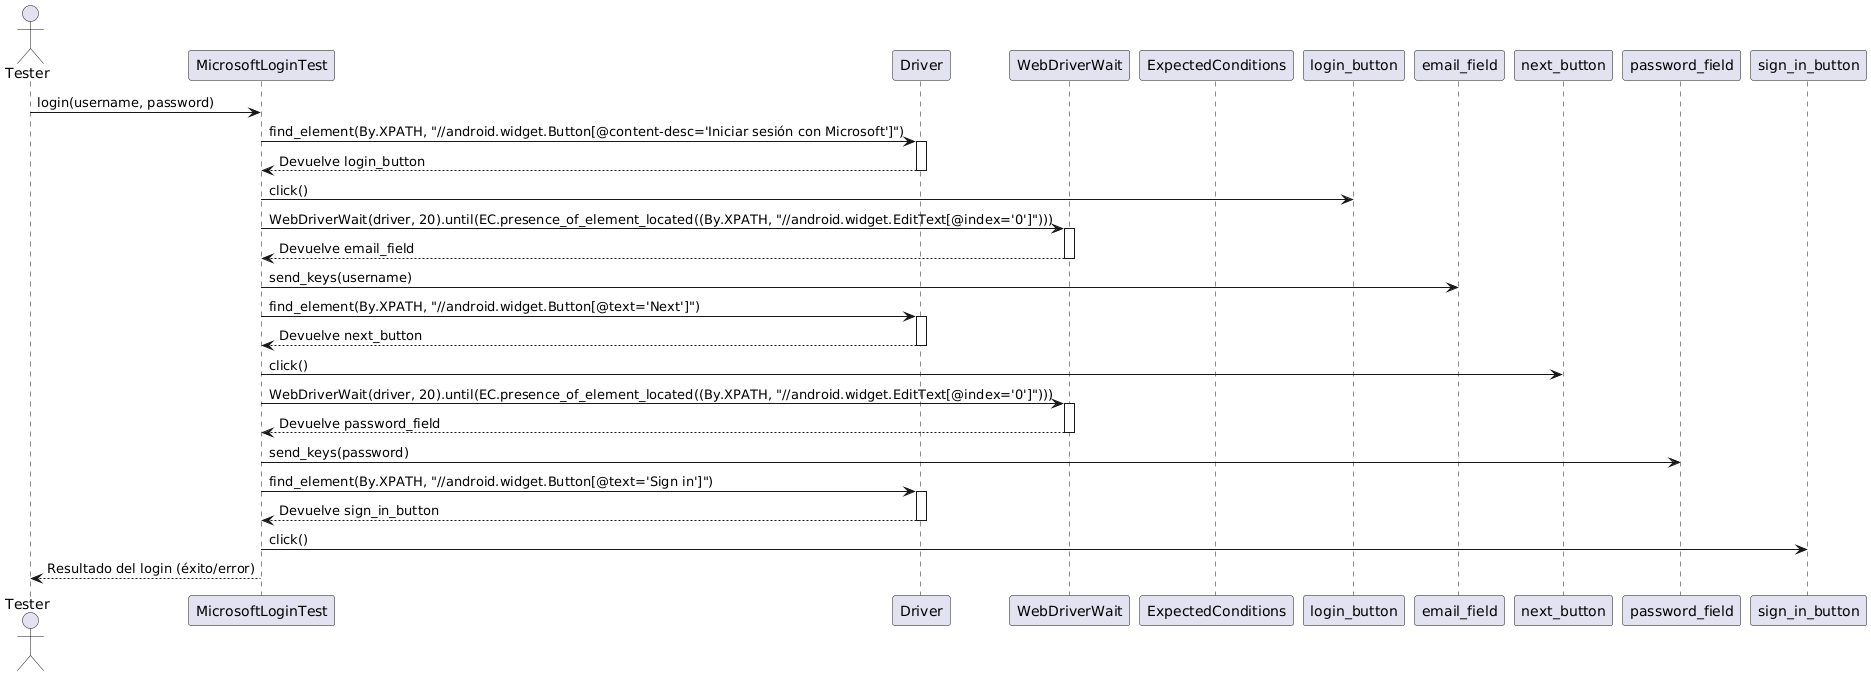 Tester
MicrosoftLoginTest Driver WebDriverWait ExpectedConditions login_button email_field next_button password_field sign_in_button
login(username, password)
find_element(By.XPATH, "//android.widget.Button[@content-desc='Iniciar sesión con Microsoft']")
Devuelve login_button
click()
WebDriverWait(driver, 20).until(EC.presence_of_element_located((By.XPATH, "//android.widget.EditText[@index='0']")))
Devuelve email_field
send_keys(username)
find_element(By.XPATH, "//android.widget.Button[@text='Next']")
Devuelve next_button
click()
WebDriverWait(driver, 20).until(EC.presence_of_element_located((By.XPATH, "//android.widget.EditText[@index='0']")))
Devuelve password_field
send_keys(password)
find_element(By.XPATH, "//android.widget.Button[@text='Sign in']")
Devuelve sign_in_button
click()
Resultado del login (éxito/error)
Tester
MicrosoftLoginTest Driver WebDriverWait ExpectedConditions login_button email_field next_button password_field sign_in_button